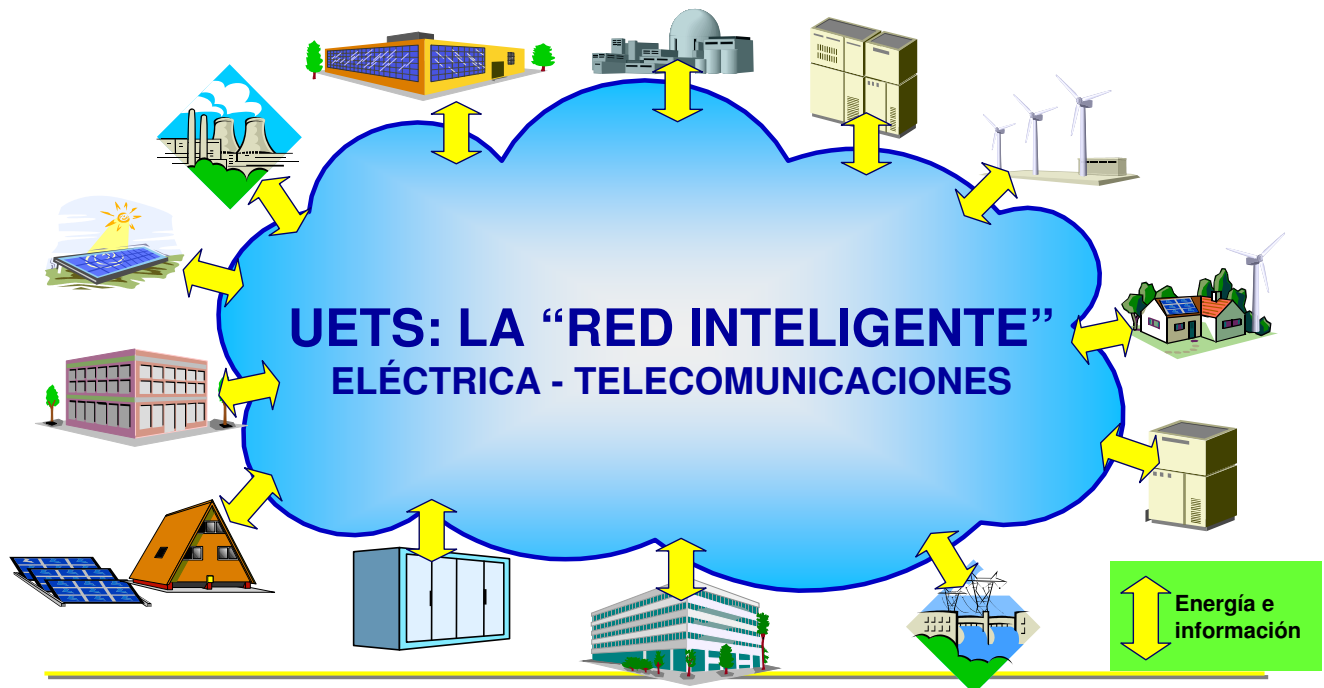 UETS: LA “RED INTELIGENTE”
ELÉCTRICA - TELECOMUNICACIONES
Energía e
información